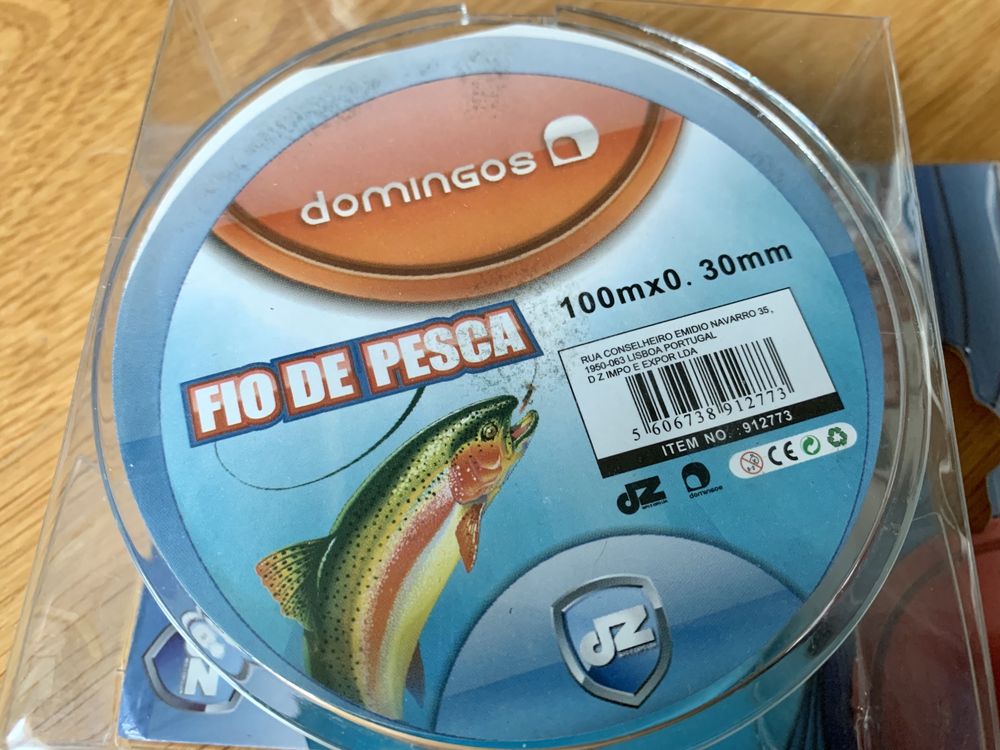 domingos
100mx0. 30mm
FIO DE PESCA
RUA CONSELHEIRO EMIDIO NAVARRO 35,
1950-063 LISBOA PORTUGAL
D Z IMPO E EXPOR LDA
5 606738 912773
ITEM NO. :912773
dz
domingos
CE
dz
N